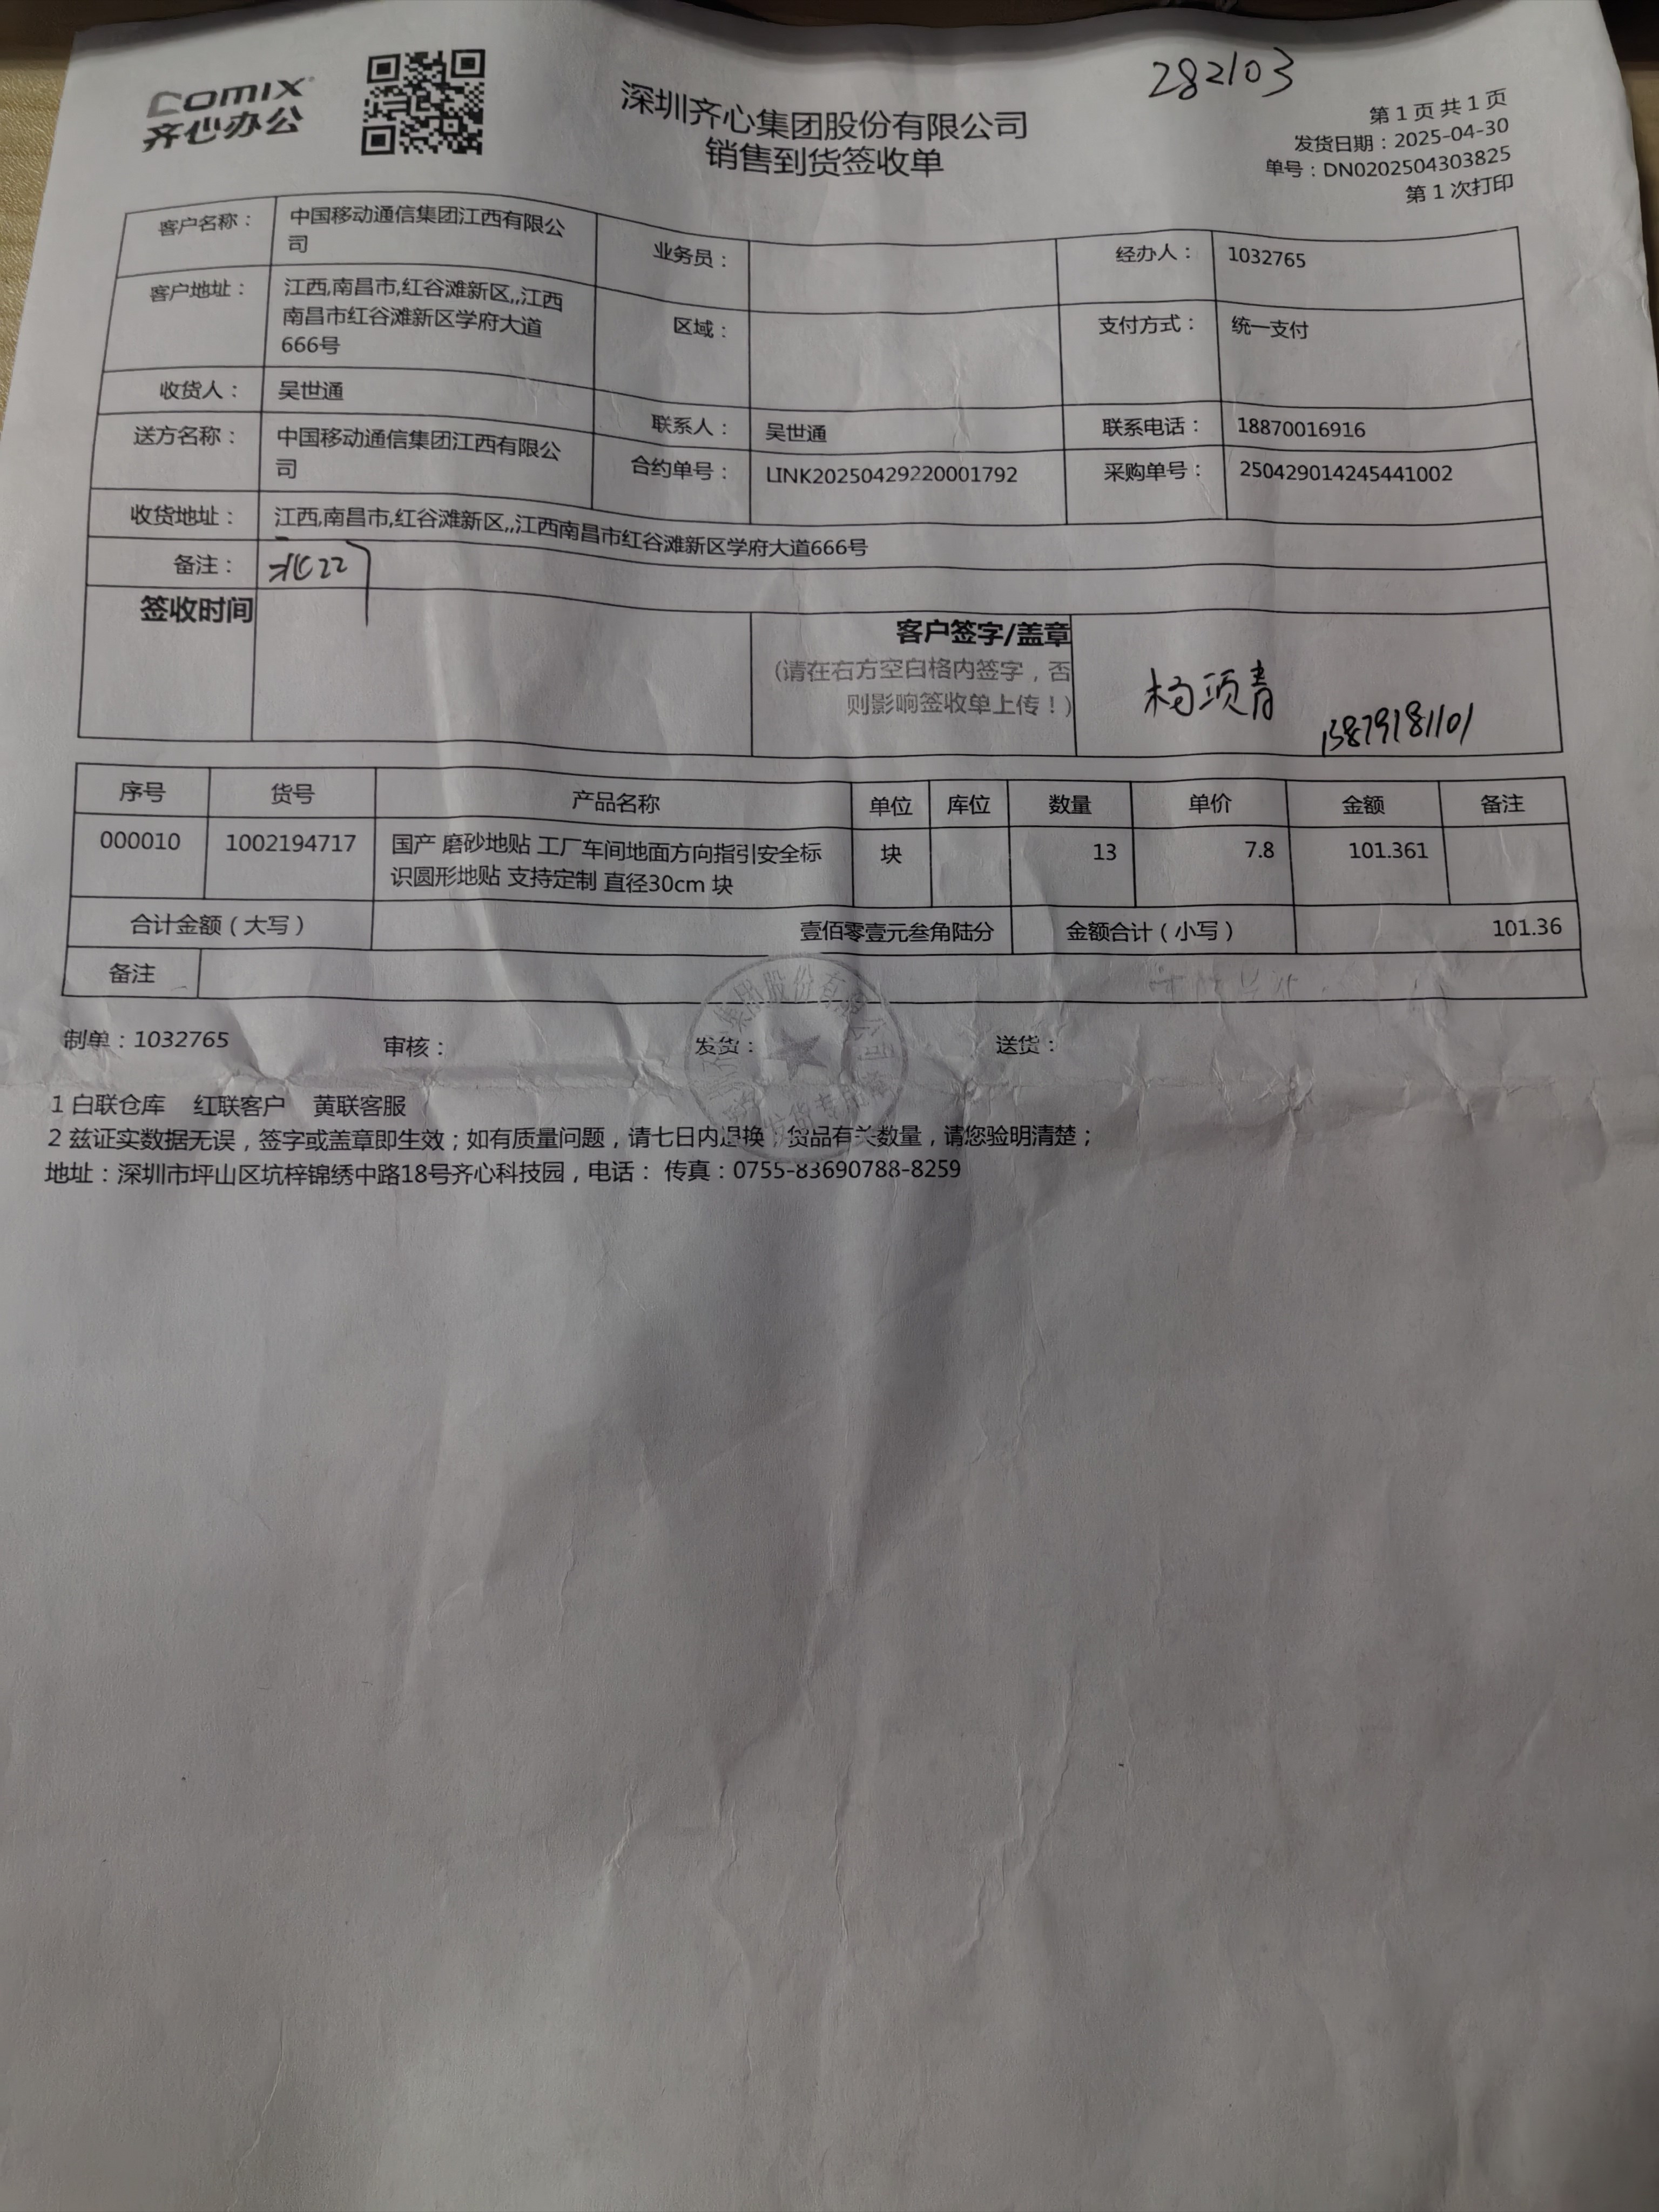 COMIX
齐心办公
282103
深圳齐心集团股份有限公司
销售到货签收单
第 1 页 共 1 页
发货日期：2025-04-30
单号：DN0202504303825
第 1 次打印
客户名称： 中国移动通信集团江西有限公司 业务员： 经办人： 1032765
客户地址： 江西,南昌市,红谷滩新区,,江西南昌市红谷滩新区学府大道666号 区域： 支付方式： 统一支付
收货人： 吴世通 联系人： 吴世通 联系电话： 18870016916
送方名称： 中国移动通信集团江西有限公司 合约单号： LINK20250429220001792 采购单号： 250429014245441002
收货地址： 江西,南昌市,红谷滩新区,,江西南昌市红谷滩新区学府大道666号
备注： 北22
签收时间 客户签字/盖章
(请在右方空白格内签字，否
则影响签收单上传！)
13879181101
序号 货号 产品名称 单位 库位 数量 单价 金额 备注
000010 1002194717 国产 磨砂地贴 工厂车间地面方向指引安全标识圆形地贴 支持定制 直径30cm 块 块 13 7.8 101.361
合计金额（大写） 壹佰零壹元叁角陆分 金额合计（小写） 101.36
备注
制单：1032765 审核： 发货： 送货：
1 白联仓库 红联客户 黄联客服
2 兹证实数据无误，签字或盖章即生效；如有质量问题，请七日内退换，货品有关数量，请您验明清楚；
地址：深圳市坪山区坑梓锦绣中路18号齐心科技园，电话： 传真：0755-83690788-8259